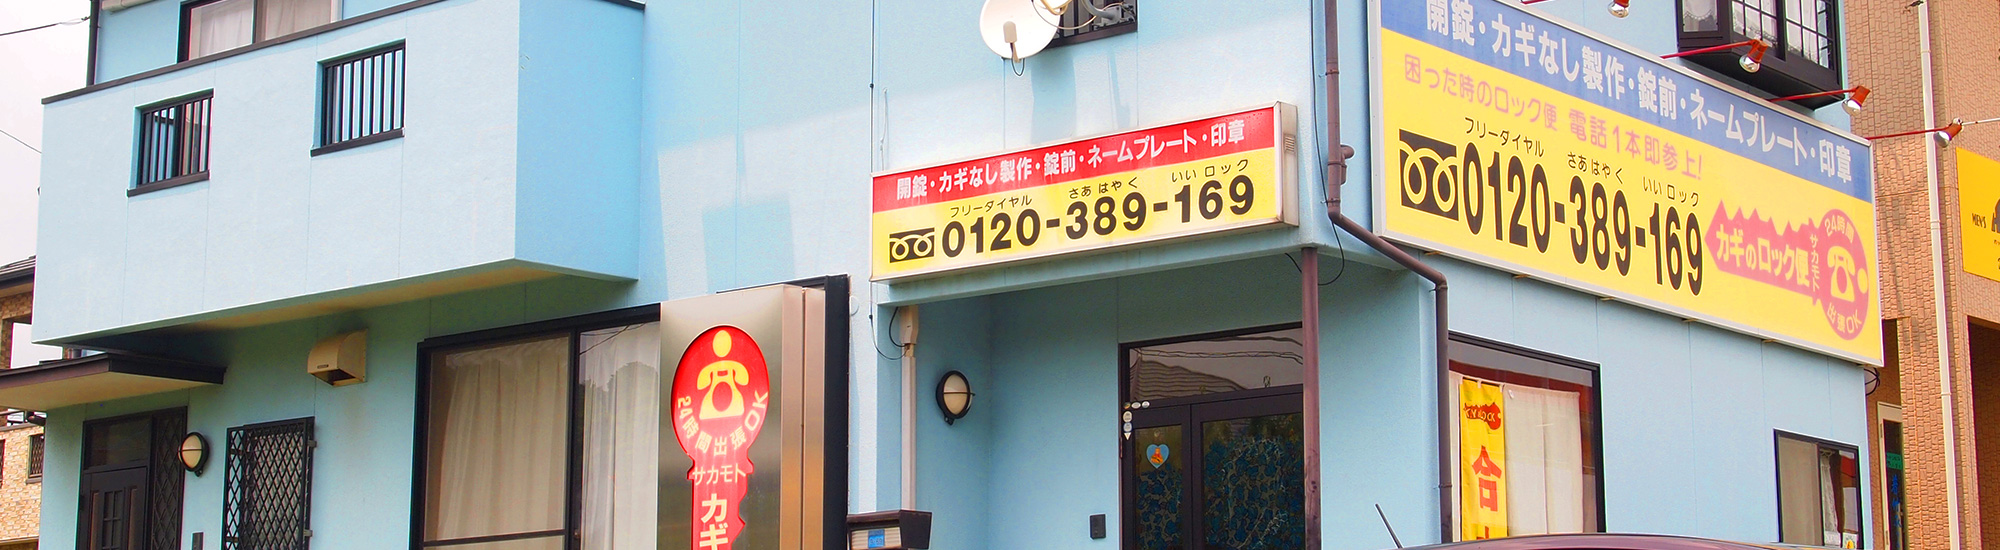 開錠・カギなし製作・錠前・ネームプレート・印章
フリーダイヤル さあはやく いいロック
0120-389-169
開錠・カギなし製作・錠前・ネームプレート・印章
困った時のロック便 電話1本即参上!
フリーダイヤル さあはやく いいロック
0120-389-169
カギのロック便
サカモト
24時間
出張OK
24時間出張OK
サカモト
カギ
合
MEN'S